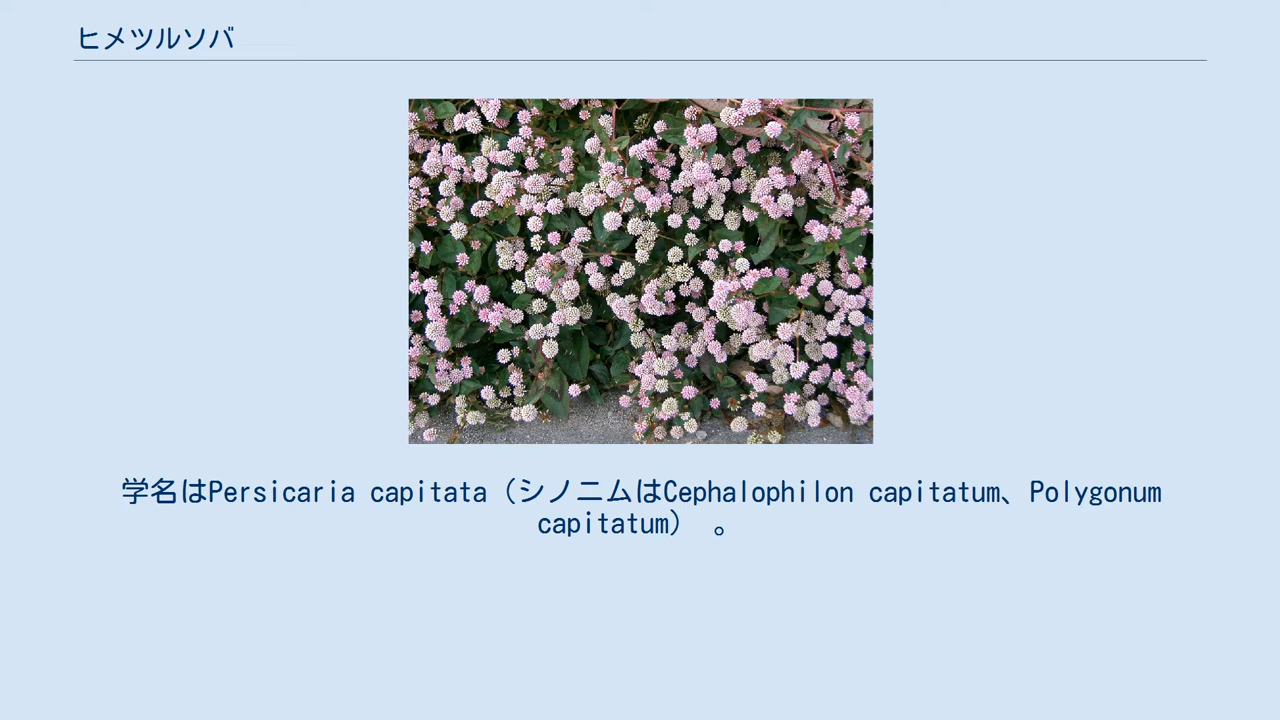 ヒメツルソバ
学名はPersicaria capitata（シノニムはCephalophilon capitatum、Polygonum
capitatum） 。